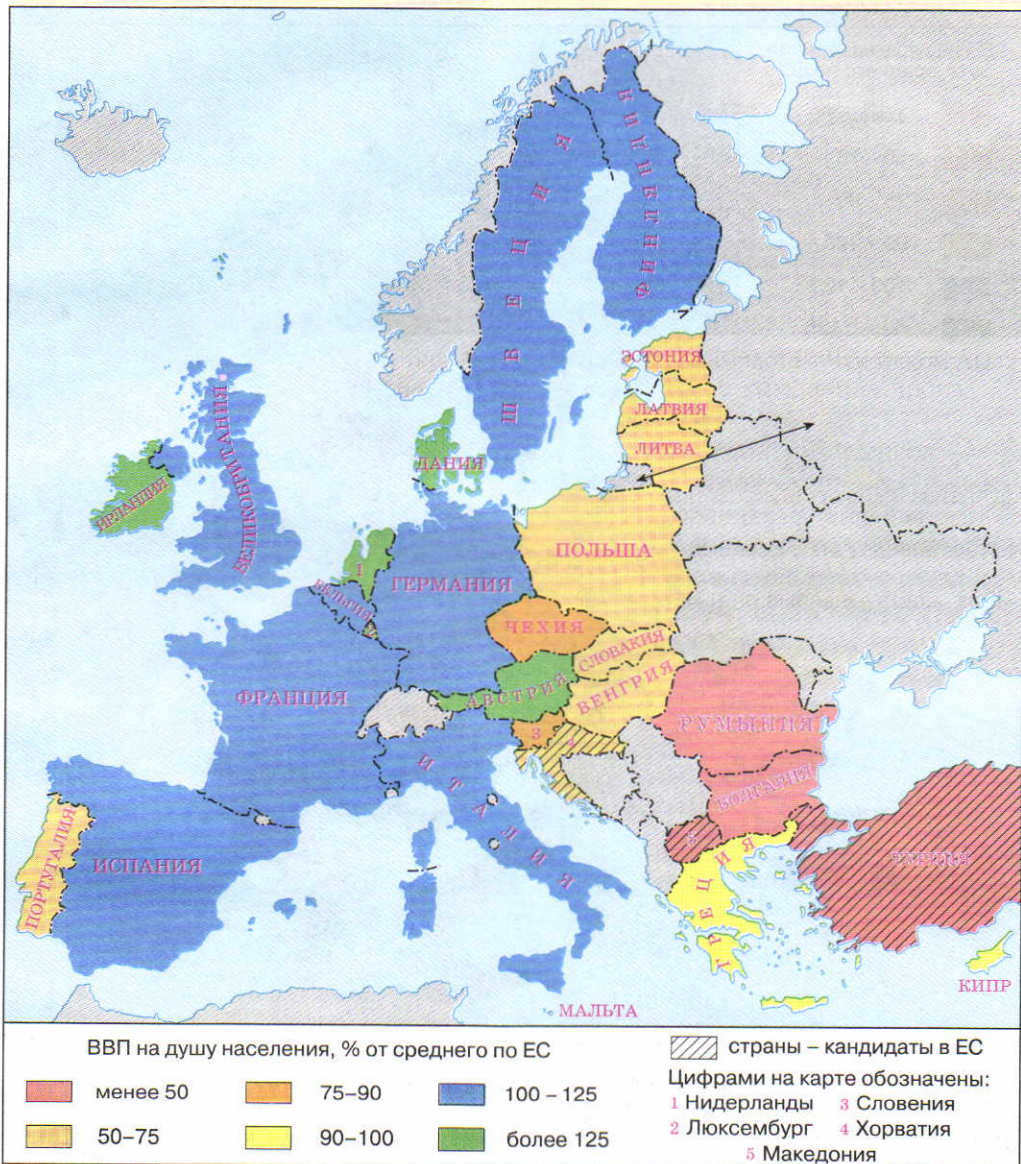 ШВЕЦИЯ
ФИНЛЯНДИЯ
ЭСТОНИЯ
ЛАТВИЯ
ЛИТВА
ДАНИЯ
ИРЛАНДИЯ
ВЕЛИКОБРИТАНИЯ
1
ПОЛЬША
ГЕРМАНИЯ
БЕЛЬГИЯ
2
ЧЕХИЯ
СЛОВАКИЯ
АВСТРИЯ
ВЕНГРИЯ
ФРАНЦИЯ
РУМЫНИЯ
3
4
ИТАЛИЯ
БОЛГАРИЯ
5
ТУРЦИЯ
ПОРТУГАЛИЯ
ИСПАНИЯ
ГРЕЦИЯ
КИПР
МАЛЬТА
ВВП на душу населения, % от среднего по ЕС
менее 50
75–90
100 – 125
50–75
90–100
более 125
страны – кандидаты в ЕС
Цифрами на карте обозначены:
1 Нидерланды 3 Словения
2 Люксембург 4 Хорватия
5 Македония